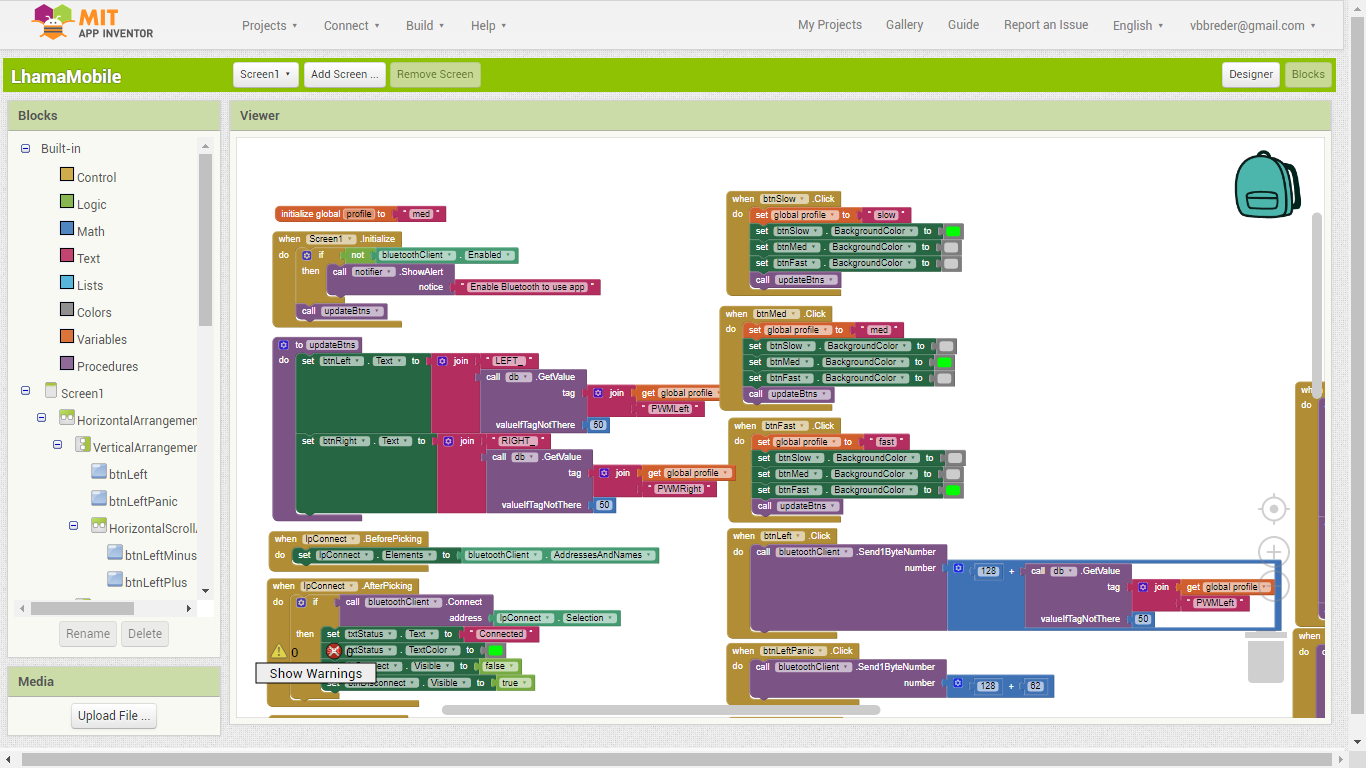 MIT
APP INVENTOR
Projects
Connect
Build
Help
My Projects
Gallery
Guide
Report an Issue
English
vbbreder@gmail.com
LhamaMobile
Screen1
Add Screen ...
Remove Screen
Designer
Blocks
Blocks
Built-in
Control
Logic
Math
Text
Lists
Colors
Variables
Procedures
Screen1
HorizontalArrangemen
VerticalArrangemen
btnLeft
btnLeftPanic
HorizontalScroll
btnLeftMinus
btnLeftPlus
Rename
Delete
Media
Upload File ...
Viewer
initialize global profile to " med "
when Screen1 .Initialize
do if not bluetoothClient . Enabled
then call notifier .ShowAlert
notice " Enable Bluetooth to use app "
call updateBtns
to updateBtns
do set btnLeft . Text to join " LEFT_ "
call db .GetValue
tag join get global profile
" PWMLeft "
valueIfTagNotThere 50
set btnRight . Text to join " RIGHT_ "
call db .GetValue
tag join get global profile
" PWMRight "
valueIfTagNotThere 50
when lpConnect .BeforePicking
do set lpConnect . Elements to bluetoothClient . AddressesAndNames
when lpConnect .AfterPicking
do if call bluetoothClient .Connect
address lpConnect . Selection
then set txtStatus . Text to " Connected "
txtStatus . TextColor to
0 0
. Visible to false
Show Warnings
Disconnect . Visible to true
when btnSlow .Click
do set global profile to " slow "
set btnSlow . BackgroundColor to
set btnMed . BackgroundColor to
set btnFast . BackgroundColor to
call updateBtns
when btnMed .Click
do set global profile to " med "
set btnSlow . BackgroundColor to
set btnMed . BackgroundColor to
set btnFast . BackgroundColor to
call updateBtns
when btnFast .Click
do set global profile to " fast "
set btnSlow . BackgroundColor to
set btnMed . BackgroundColor to
set btnFast . BackgroundColor to
call updateBtns
when btnLeft .Click
do call bluetoothClient .Send1ByteNumber
number 128 + call db .GetValue
tag join get global profile
" PWMLeft "
valueIfTagNotThere 50
when btnLeftPanic .Click
do call bluetoothClient .Send1ByteNumber
number 128 + 62
do
when
do